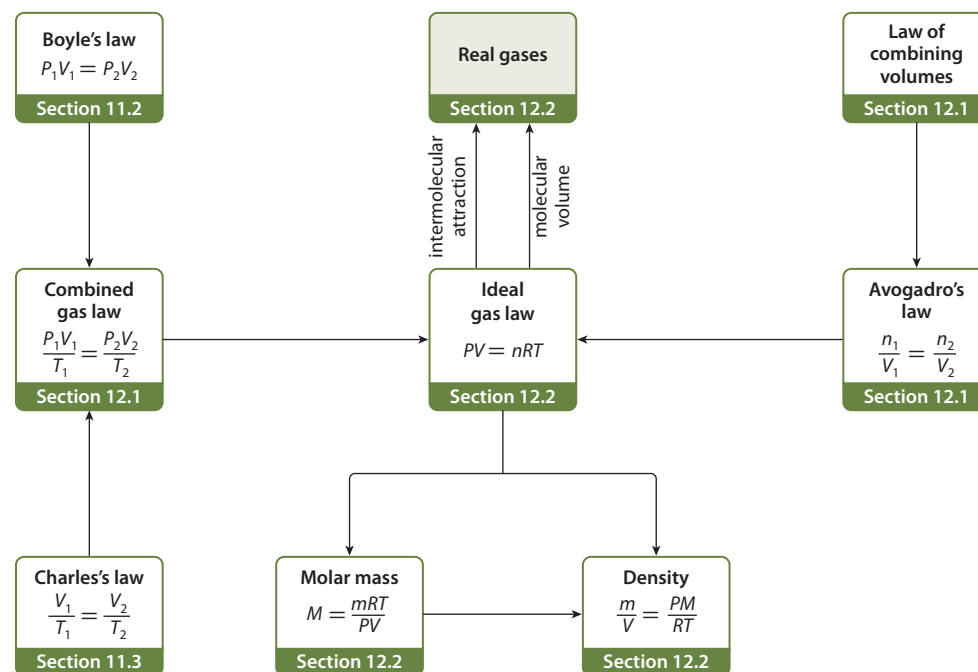 Boyle's law
P₁V₁ = P₂V₂
Section 11.2
Real gases
Section 12.2
Law of
combining
volumes
Section 12.1
intermolecular
attraction
molecular
volume
Combined
gas law
P₁V₁/T₁ = P₂V₂/T₂
Section 12.1
Ideal
gas law
PV = nRT
Section 12.2
Avogadro's
law
n₁/V₁ = n₂/V₂
Section 12.1
Charles's law
V₁/T₁ = V₂/T₂
Section 11.3
Molar mass
M = mRT/PV
Section 12.2
Density
m/V = PM/RT
Section 12.2